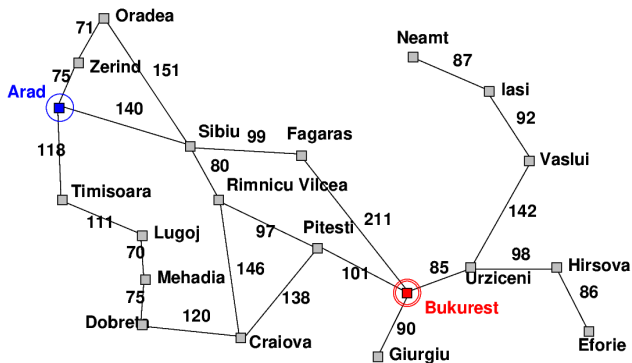 Oradea
71
Neamt
87
Zerind
75
151
Iasi
Arad
140
92
Sibiu
99
Fagaras
118
80
Vaslui
Timisoara
Rimnicu Vilcea
111
211
142
Lugoj
97
Pitesti
70
98
146
101
85
Hirsova
Mehadia
Urziceni
75
138
86
120
Bukurest
Dobreta
90
Craiova
Eforie
Giurgiu